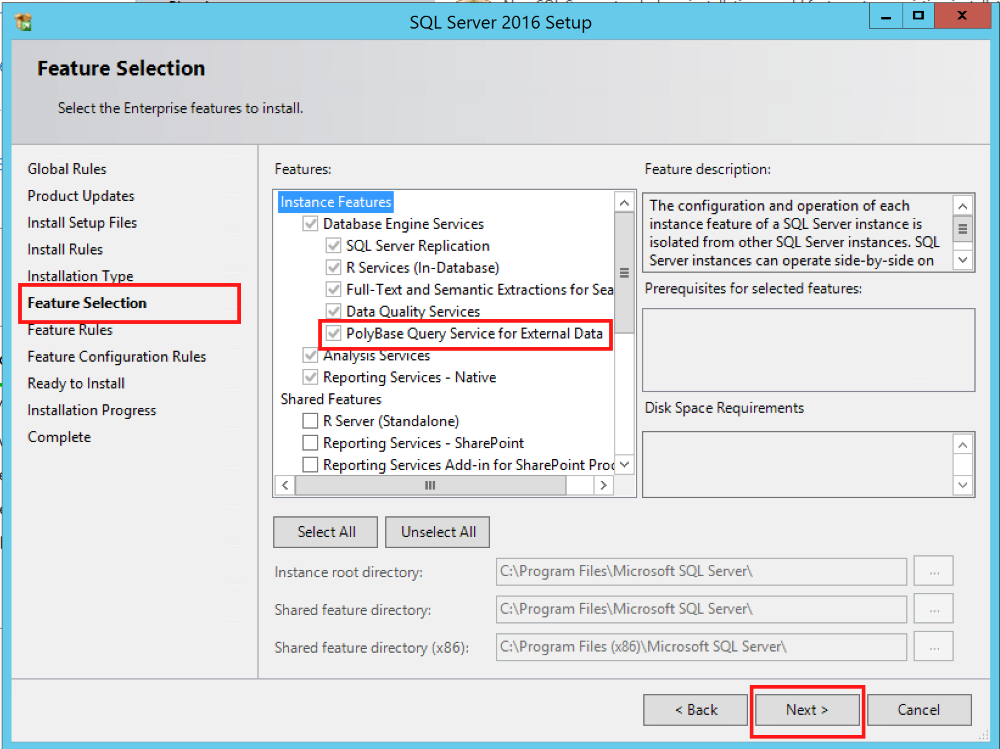 SQL Server 2016 Setup
Feature Selection
Select the Enterprise features to install.
Global Rules
Product Updates
Install Setup Files
Install Rules
Installation Type
Feature Selection
Feature Rules
Feature Configuration Rules
Ready to Install
Installation Progress
Complete
Features:
Instance Features
Database Engine Services
SQL Server Replication
R Services (In-Database)
Full-Text and Semantic Extractions for Sea
Data Quality Services
PolyBase Query Service for External Data
Analysis Services
Reporting Services - Native
Shared Features
R Server (Standalone)
Reporting Services - SharePoint
Reporting Services Add-in for SharePoint Proc
Feature description:
The configuration and operation of each
instance feature of a SQL Server instance is
isolated from other SQL Server instances. SQL
Server instances can operate side-by-side on
Prerequisites for selected features:
Disk Space Requirements
Select All
Unselect All
Instance root directory:
C:\Program Files\Microsoft SQL Server\
...
Shared feature directory:
C:\Program Files\Microsoft SQL Server\
...
Shared feature directory (x86):
C:\Program Files (x86)\Microsoft SQL Server\
...
< Back
Next >
Cancel